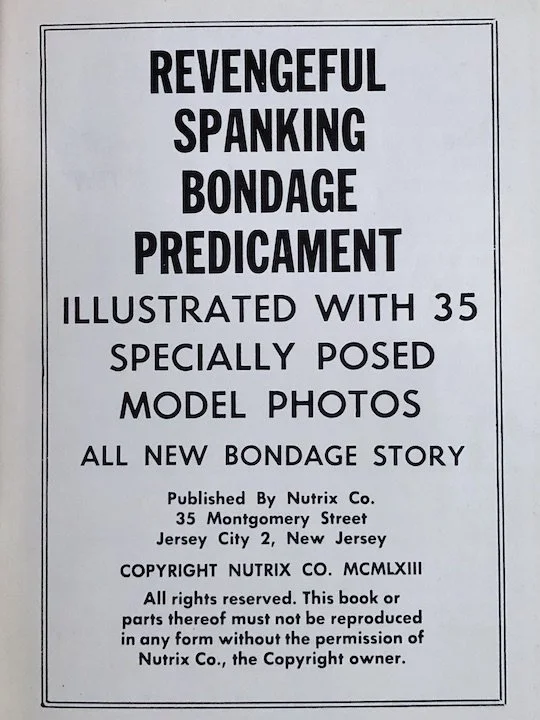 REVENGEFUL
SPANKING
BONDAGE
PREDICAMENT
ILLUSTRATED WITH 35
SPECIALLY POSED
MODEL PHOTOS
ALL NEW BONDAGE STORY
Published By Nutrix Co.
35 Montgomery Street
Jersey City 2, New Jersey
COPYRIGHT NUTRIX CO. MCMLXIII
All rights reserved. This book or
parts thereof must not be reproduced
in any form without the permission of
Nutrix Co., the Copyright owner.